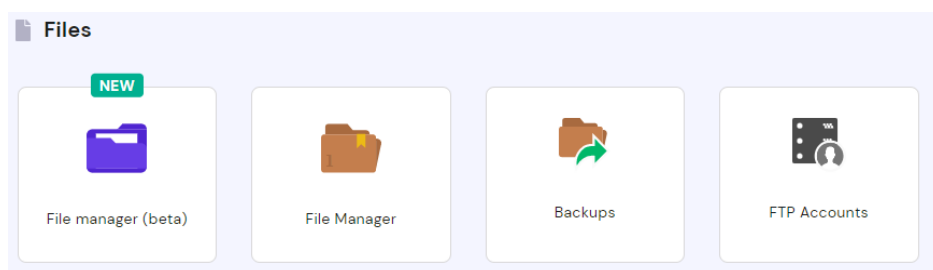 Files
NEW
File manager (beta)
File Manager
Backups
FTP Accounts